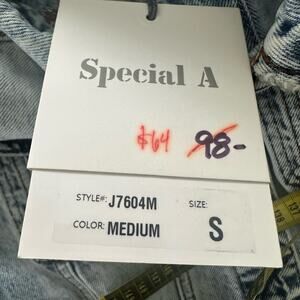 Special A
$64 98-
STYLE#: J7604M SIZE:
COLOR: MEDIUM S